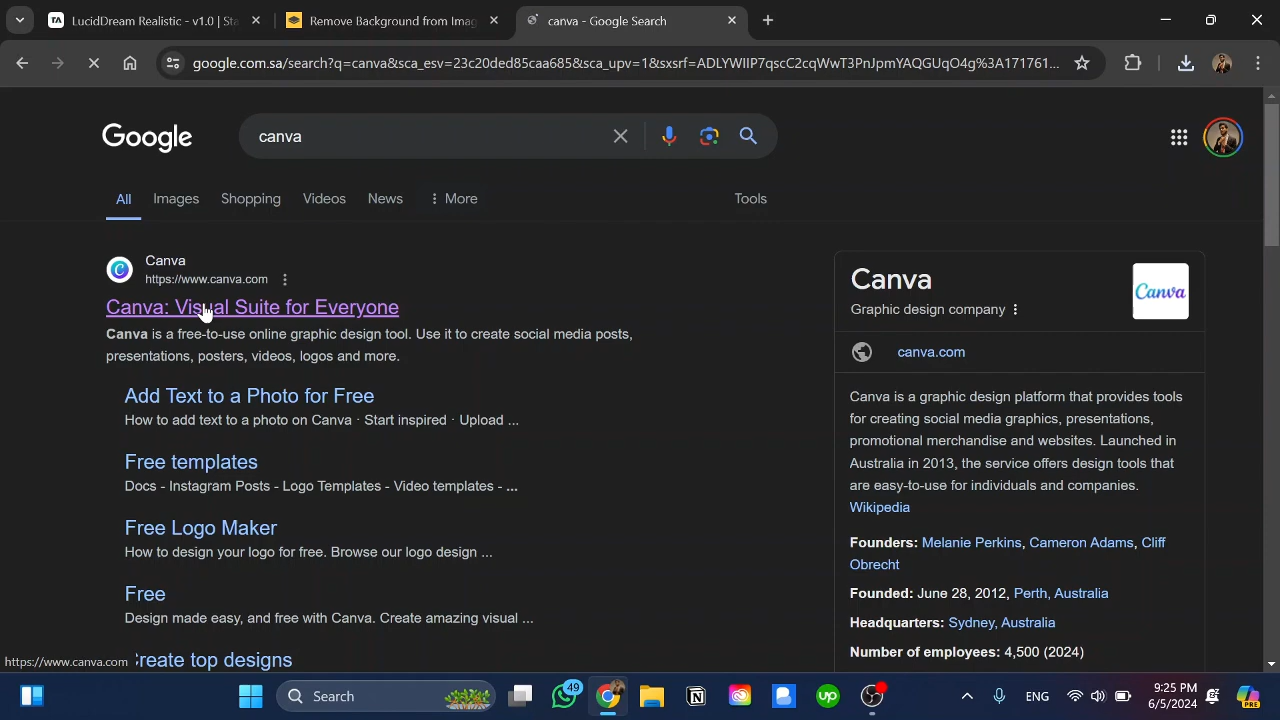 LucidDream Realistic - v1.0 | Sta
Remove Background from Imag
canva - Google Search
google.com.sa/search?q=canva&sca_esv=23c20ded85caa685&sca_upv=1&sxsrf=ADLYWIIP7qscC2cqWwT3PnJpmYAQGUqO4g%3A171761...
Google
canva
All
Images
Shopping
Videos
News
More
Tools
Canva
https://www.canva.com
Canva: Visual Suite for Everyone
Canva is a free-to-use online graphic design tool. Use it to create social media posts,
presentations, posters, videos, logos and more.
Add Text to a Photo for Free
How to add text to a photo on Canva · Start inspired · Upload ...
Free templates
Docs - Instagram Posts - Logo Templates - Video templates - ...
Free Logo Maker
How to design your logo for free. Browse our logo design ...
Free
Design made easy, and free with Canva. Create amazing visual ...
Create top designs
https://www.canva.com
Canva
Graphic design company
Canva
canva.com
Canva is a graphic design platform that provides tools
for creating social media graphics, presentations,
promotional merchandise and websites. Launched in
Australia in 2013, the service offers design tools that
are easy-to-use for individuals and companies.
Wikipedia
Founders: Melanie Perkins, Cameron Adams, Cliff
Obrecht
Founded: June 28, 2012, Perth, Australia
Headquarters: Sydney, Australia
Number of employees: 4,500 (2024)
Search
49
up
ENG
9:25 PM
6/5/2024
PRE